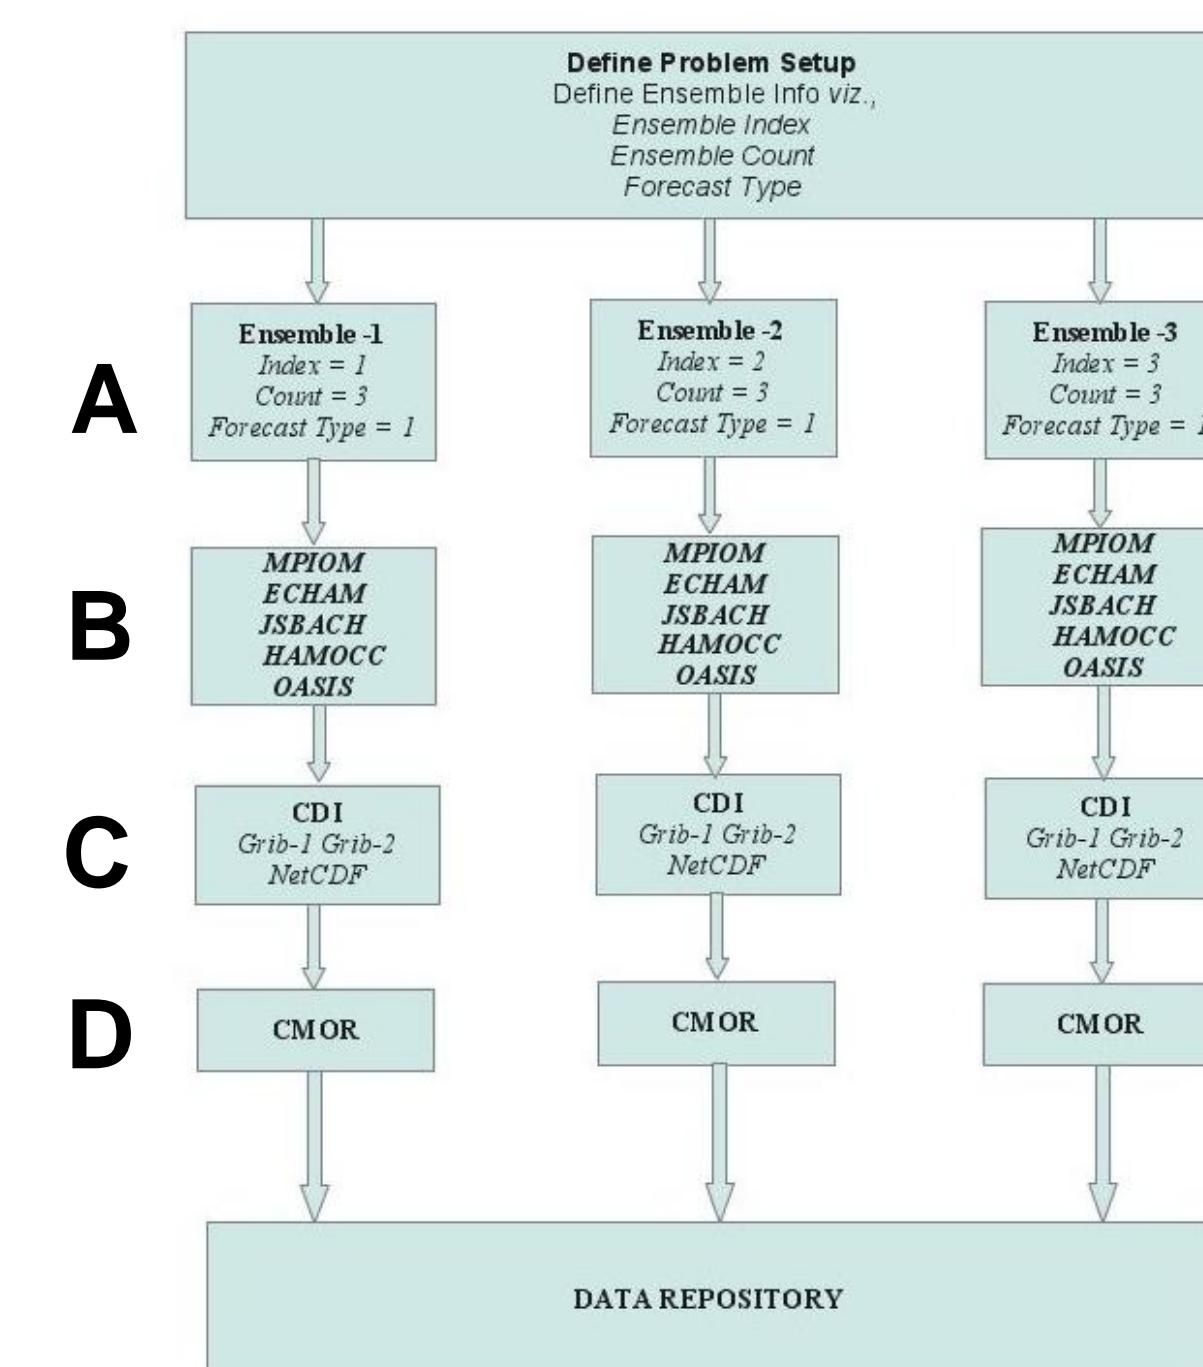 Define Problem Setup
Define Ensemble Info viz.,
Ensemble Index
Ensemble Count
Forecast Type
A
Ensemble -1
Index = 1
Count = 3
Forecast Type = 1
Ensemble -2
Index = 2
Count = 3
Forecast Type = 1
Ensemble -3
Index = 3
Count = 3
Forecast Type = 1
B
MPIOM
ECHAM
JSBACH
HAMOCC
OASIS
MPIOM
ECHAM
JSBACH
HAMOCC
OASIS
MPIOM
ECHAM
JSBACH
HAMOCC
OASIS
C
CDI
Grib-1 Grib-2
NetCDF
CDI
Grib-1 Grib-2
NetCDF
CDI
Grib-1 Grib-2
NetCDF
D
CMOR
CMOR
CMOR
DATA REPOSITORY